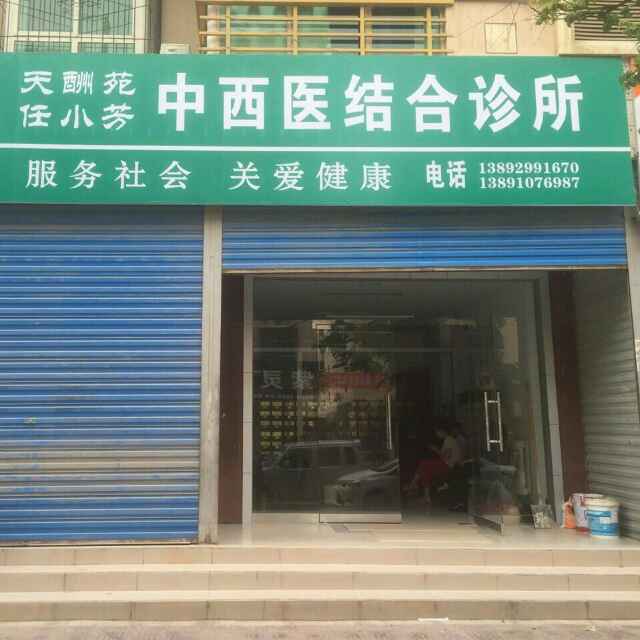 天酬苑
任小芳
中西医结合诊所
服务社会 关爱健康 电话 13892991670
13891076987